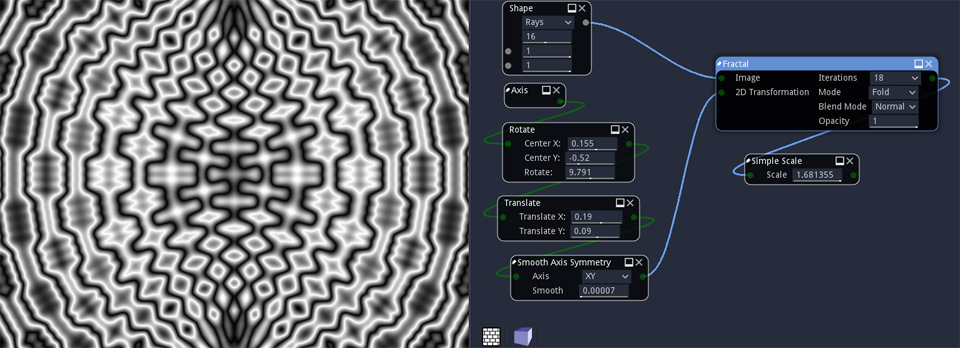 Shape
Rays
16
1
1
Axis
Rotate
Center X: 0.155
Center Y: -0.52
Rotate: 9.791
Translate
Translate X: 0.19
Translate Y: 0.09
Smooth Axis Symmetry
Axis XY
Smooth 0.00007
Fractal
Image Iterations 18
2D Transformation Mode Fold
Blend Mode Normal
Opacity 1
Simple Scale
Scale 1.681355